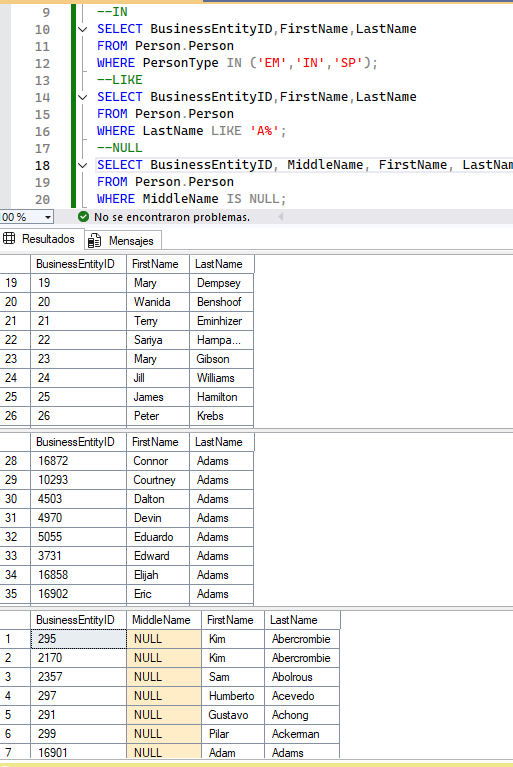 9 --IN
10 SELECT BusinessEntityID,FirstName,LastName
11 FROM Person.Person
12 WHERE PersonType IN ('EM','IN','SP');
13 --LIKE
14 SELECT BusinessEntityID,FirstName,LastName
15 FROM Person.Person
16 WHERE LastName LIKE 'A%';
17 --NULL
18 SELECT BusinessEntityID, MiddleName, FirstName, LastNam
19 FROM Person.Person
20 WHERE MiddleName IS NULL;
00 % No se encontraron problemas.
Resultados Mensajes
BusinessEntityID FirstName LastName
19 19 Mary Dempsey
20 20 Wanida Benshoof
21 21 Terry Eminhizer
22 22 Sariya Harnpa...
23 23 Mary Gibson
24 24 Jill Williams
25 25 James Hamilton
26 26 Peter Krebs
BusinessEntityID FirstName LastName
28 16872 Connor Adams
29 10293 Courtney Adams
30 4503 Dalton Adams
31 4970 Devin Adams
32 5055 Eduardo Adams
33 3731 Edward Adams
34 16858 Elijah Adams
35 16902 Eric Adams
BusinessEntityID MiddleName FirstName LastName
1 295 NULL Kim Abercrombie
2 2170 NULL Kim Abercrombie
3 2357 NULL Sam Abolrous
4 297 NULL Humberto Acevedo
5 291 NULL Gustavo Achong
6 299 NULL Pilar Ackerman
7 16901 NULL Adam Adams